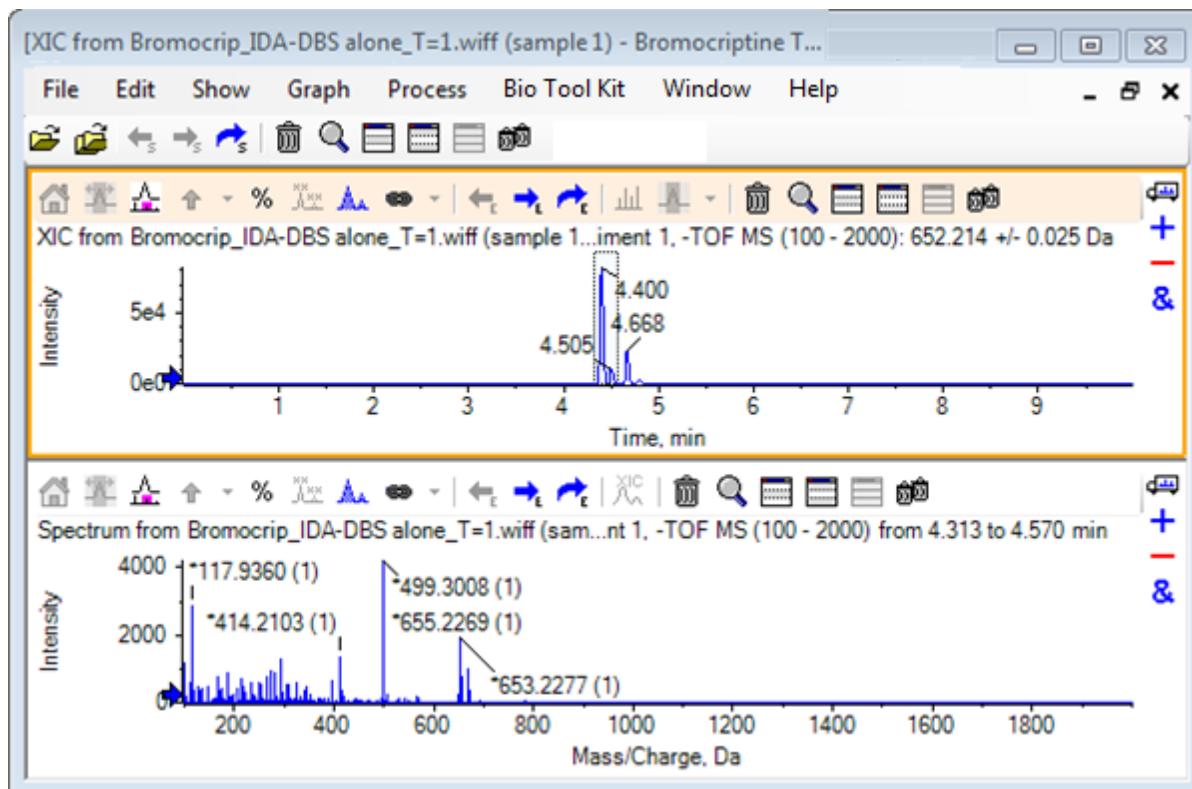 [XIC from Bromocrip_IDA-DBS alone_T=1.wiff (sample 1) - Bromocriptine T...
File Edit Show Graph Process Bio Tool Kit Window Help
XIC from Bromocrip_IDA-DBS alone_T=1.wiff (sample 1...iment 1, -TOF MS (100 - 2000): 652.214 +/- 0.025 Da
Intensity
5e4
0e0
4.400
4.668
4.505
1 2 3 4 5 6 7 8 9
Time, min
Spectrum from Bromocrip_IDA-DBS alone_T=1.wiff (sam...nt 1, -TOF MS (100 - 2000) from 4.313 to 4.570 min
Intensity
4000
2000
0
*117.9360 (1)
*499.3008 (1)
*414.2103 (1)
*655.2269 (1)
*653.2277 (1)
200 400 600 800 1000 1200 1400 1600 1800
Mass/Charge, Da